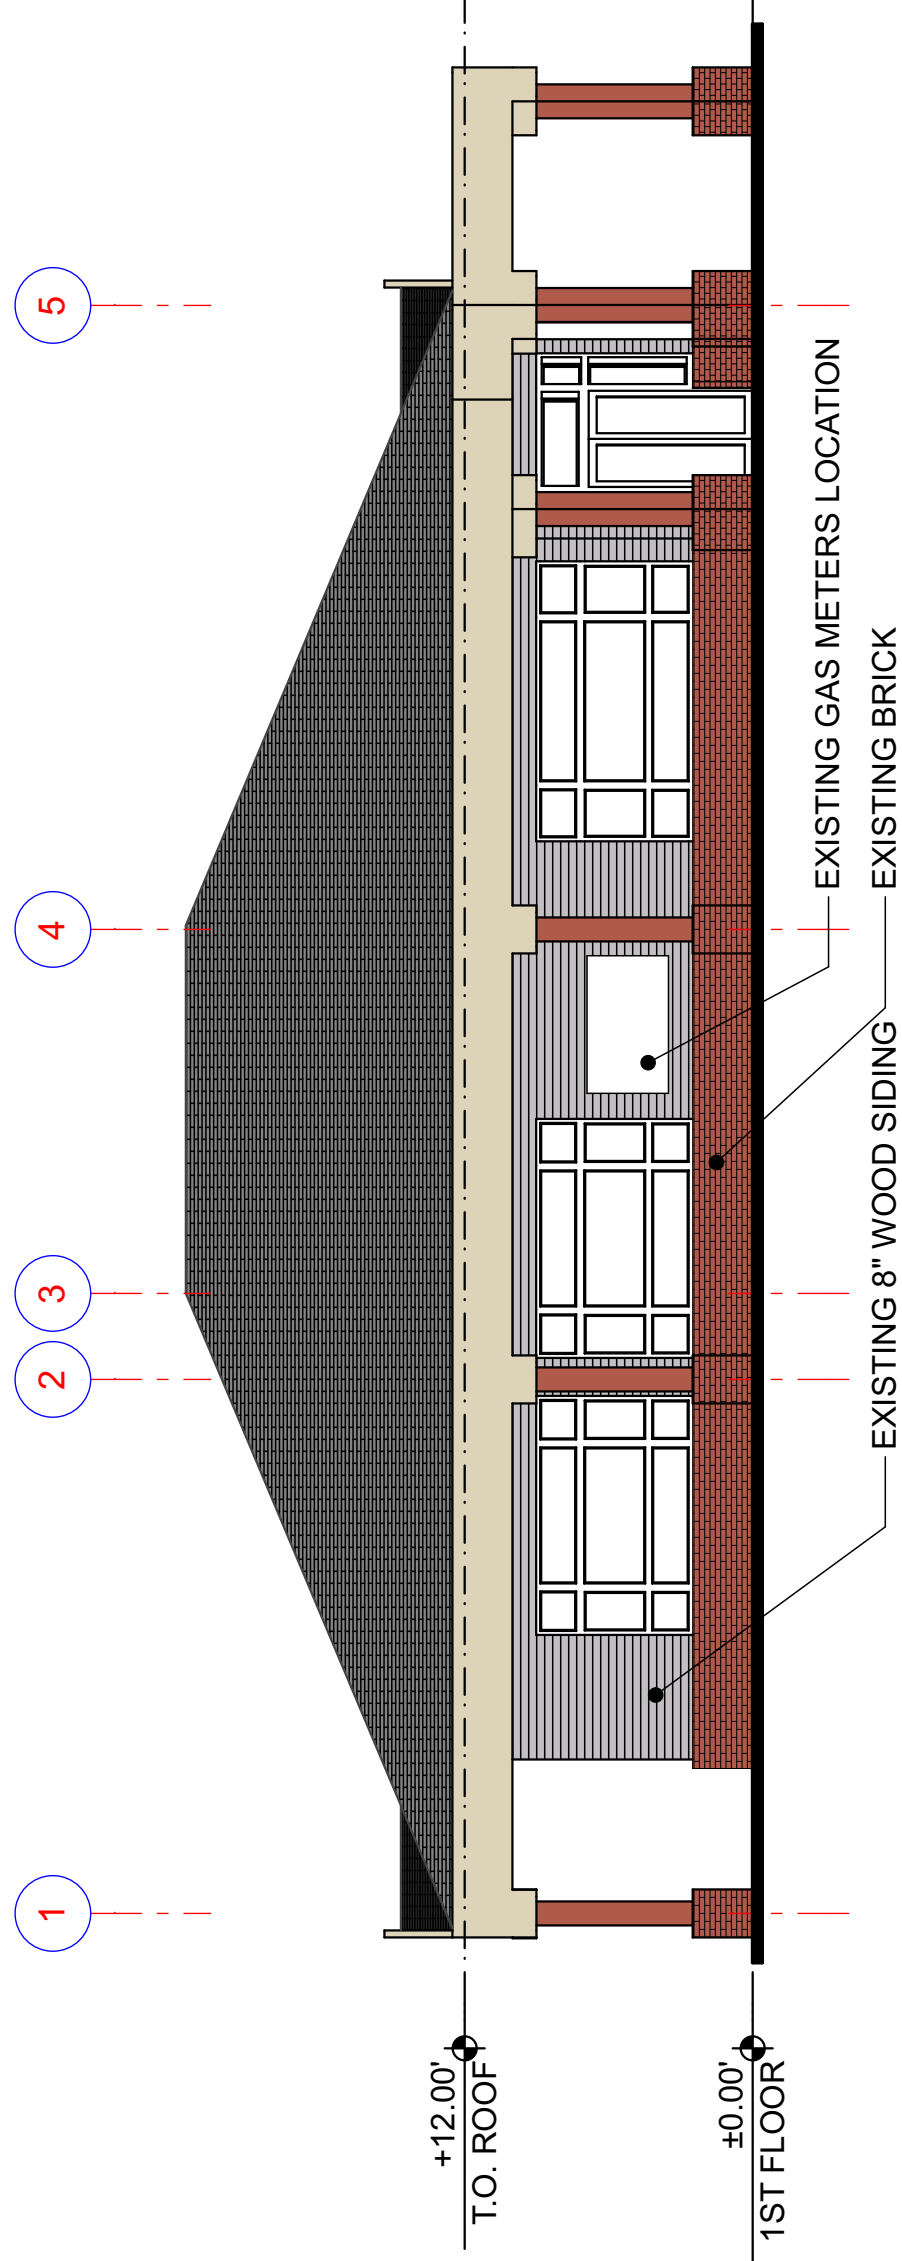 1
2
3
4
5
+12.00'
T.O. ROOF
±0.00'
1ST FLOOR
EXISTING GAS METERS LOCATION
EXISTING BRICK
EXISTING 8" WOOD SIDING